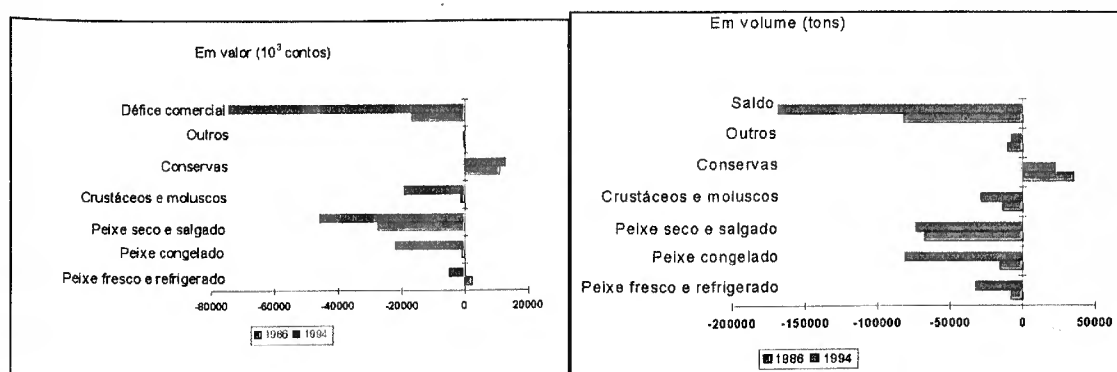 Em valor (10³ contos)
Défice comercial
Outros
Conservas
Crustáceos e moluscos
Peixe seco e salgado
Peixe congelado
Peixe fresco e refrigerado
-80000 -60000 -40000 -20000 0 20000
1986 1994
Em volume (tons)
Saldo
Outros
Conservas
Crustáceos e moluscos
Peixe seco e salgado
Peixe congelado
Peixe fresco e refrigerado
-200000 -150000 -100000 -50000 0 50000
1986 1994